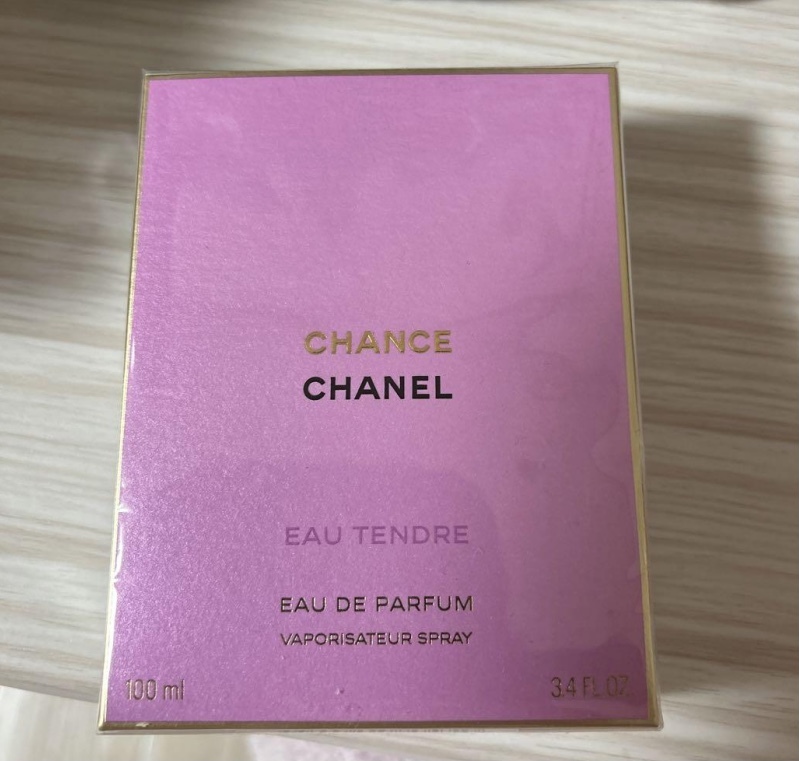 CHANCE
CHANEL
EAU TENDRE
EAU DE PARFUM
VAPORISATEUR SPRAY
100 ml 3.4 FL.OZ.